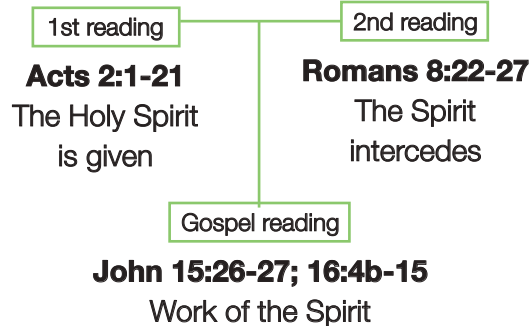 1st reading
Acts 2:1-21
The Holy Spirit
is given
2nd reading
Romans 8:22-27
The Spirit
intercedes
Gospel reading
John 15:26-27; 16:4b-15
Work of the Spirit